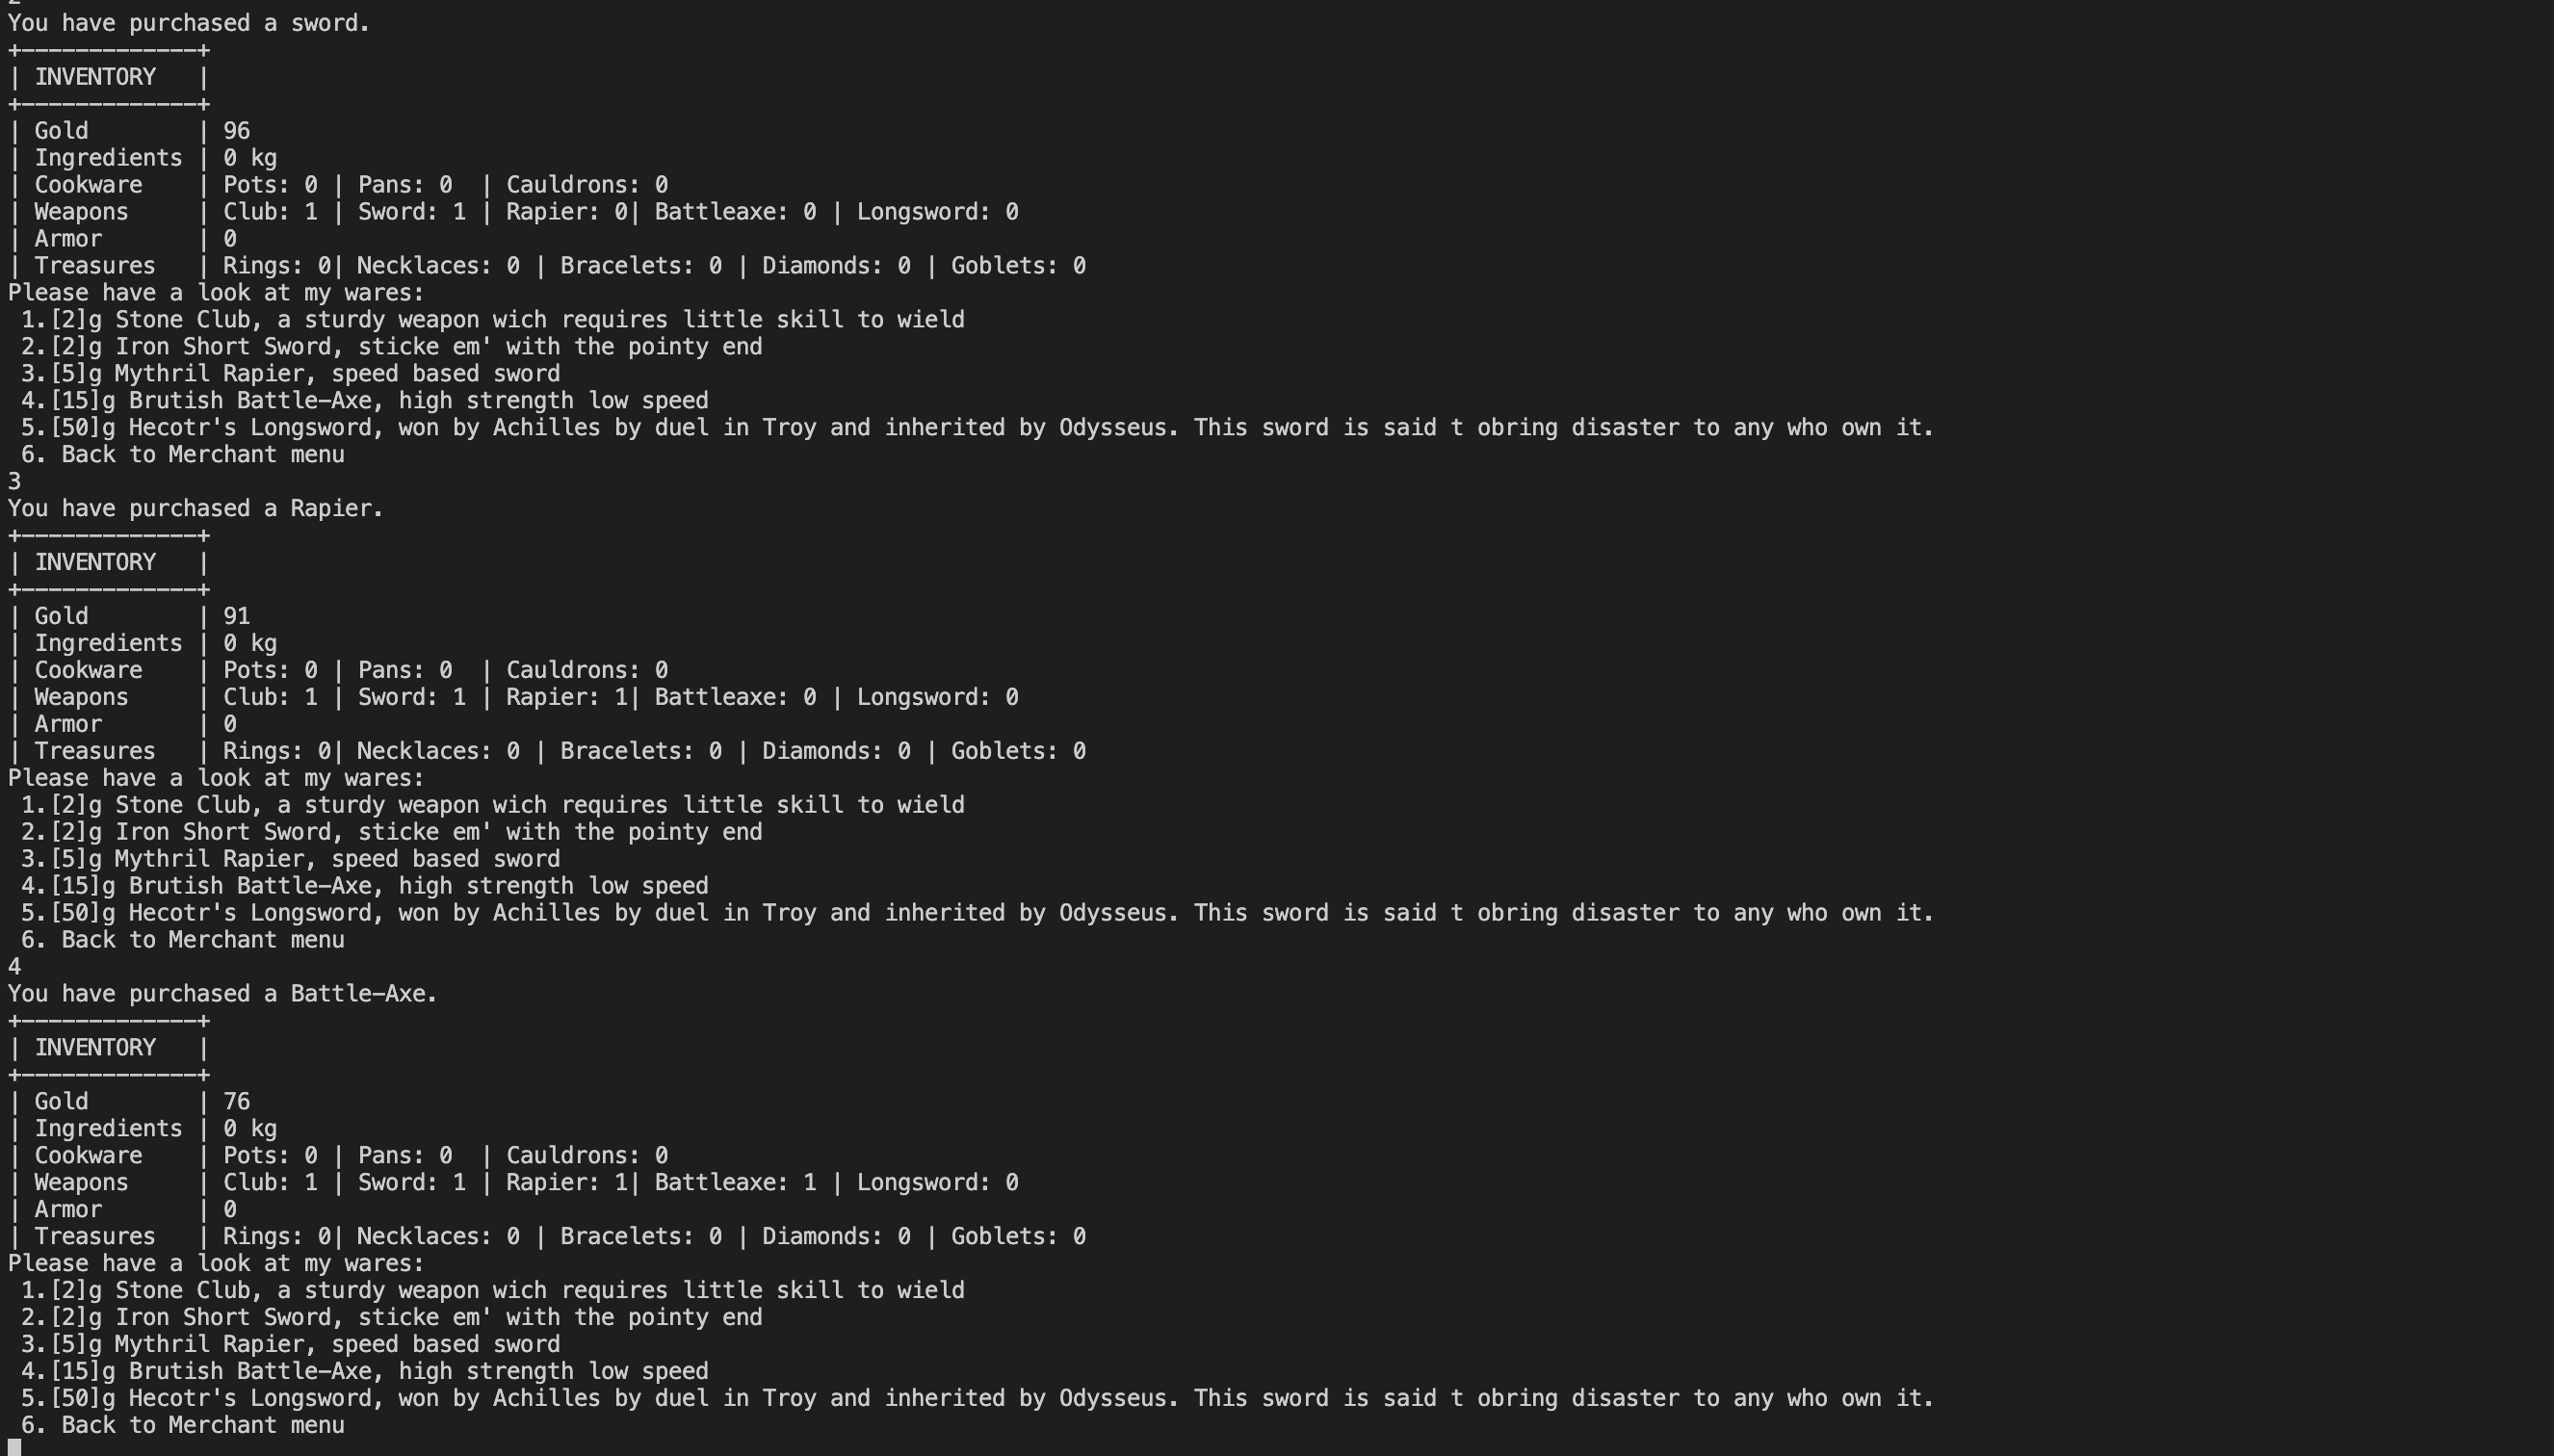 2
You have purchased a sword.
+-------------+
| INVENTORY   |
+-------------+
| Gold        | 96
| Ingredients | 0 kg
| Cookware    | Pots: 0 | Pans: 0  | Cauldrons: 0
| Weapons     | Club: 1 | Sword: 1 | Rapier: 0| Battleaxe: 0 | Longsword: 0
| Armor       | 0
| Treasures   | Rings: 0| Necklaces: 0 | Bracelets: 0 | Diamonds: 0 | Goblets: 0
Please have a look at my wares:
 1.[2]g Stone Club, a sturdy weapon wich requires little skill to wield
 2.[2]g Iron Short Sword, sticke em' with the pointy end
 3.[5]g Mythril Rapier, speed based sword
 4.[15]g Brutish Battle-Axe, high strength low speed
 5.[50]g Hecotr's Longsword, won by Achilles by duel in Troy and inherited by Odysseus. This sword is said t obring disaster to any who own it.
 6. Back to Merchant menu
3
You have purchased a Rapier.
+-------------+
| INVENTORY   |
+-------------+
| Gold        | 91
| Ingredients | 0 kg
| Cookware    | Pots: 0 | Pans: 0  | Cauldrons: 0
| Weapons     | Club: 1 | Sword: 1 | Rapier: 1| Battleaxe: 0 | Longsword: 0
| Armor       | 0
| Treasures   | Rings: 0| Necklaces: 0 | Bracelets: 0 | Diamonds: 0 | Goblets: 0
Please have a look at my wares:
 1.[2]g Stone Club, a sturdy weapon wich requires little skill to wield
 2.[2]g Iron Short Sword, sticke em' with the pointy end
 3.[5]g Mythril Rapier, speed based sword
 4.[15]g Brutish Battle-Axe, high strength low speed
 5.[50]g Hecotr's Longsword, won by Achilles by duel in Troy and inherited by Odysseus. This sword is said t obring disaster to any who own it.
 6. Back to Merchant menu
4
You have purchased a Battle-Axe.
+-------------+
| INVENTORY   |
+-------------+
| Gold        | 76
| Ingredients | 0 kg
| Cookware    | Pots: 0 | Pans: 0  | Cauldrons: 0
| Weapons     | Club: 1 | Sword: 1 | Rapier: 1| Battleaxe: 1 | Longsword: 0
| Armor       | 0
| Treasures   | Rings: 0| Necklaces: 0 | Bracelets: 0 | Diamonds: 0 | Goblets: 0
Please have a look at my wares:
 1.[2]g Stone Club, a sturdy weapon wich requires little skill to wield
 2.[2]g Iron Short Sword, sticke em' with the pointy end
 3.[5]g Mythril Rapier, speed based sword
 4.[15]g Brutish Battle-Axe, high strength low speed
 5.[50]g Hecotr's Longsword, won by Achilles by duel in Troy and inherited by Odysseus. This sword is said t obring disaster to any who own it.
 6. Back to Merchant menu